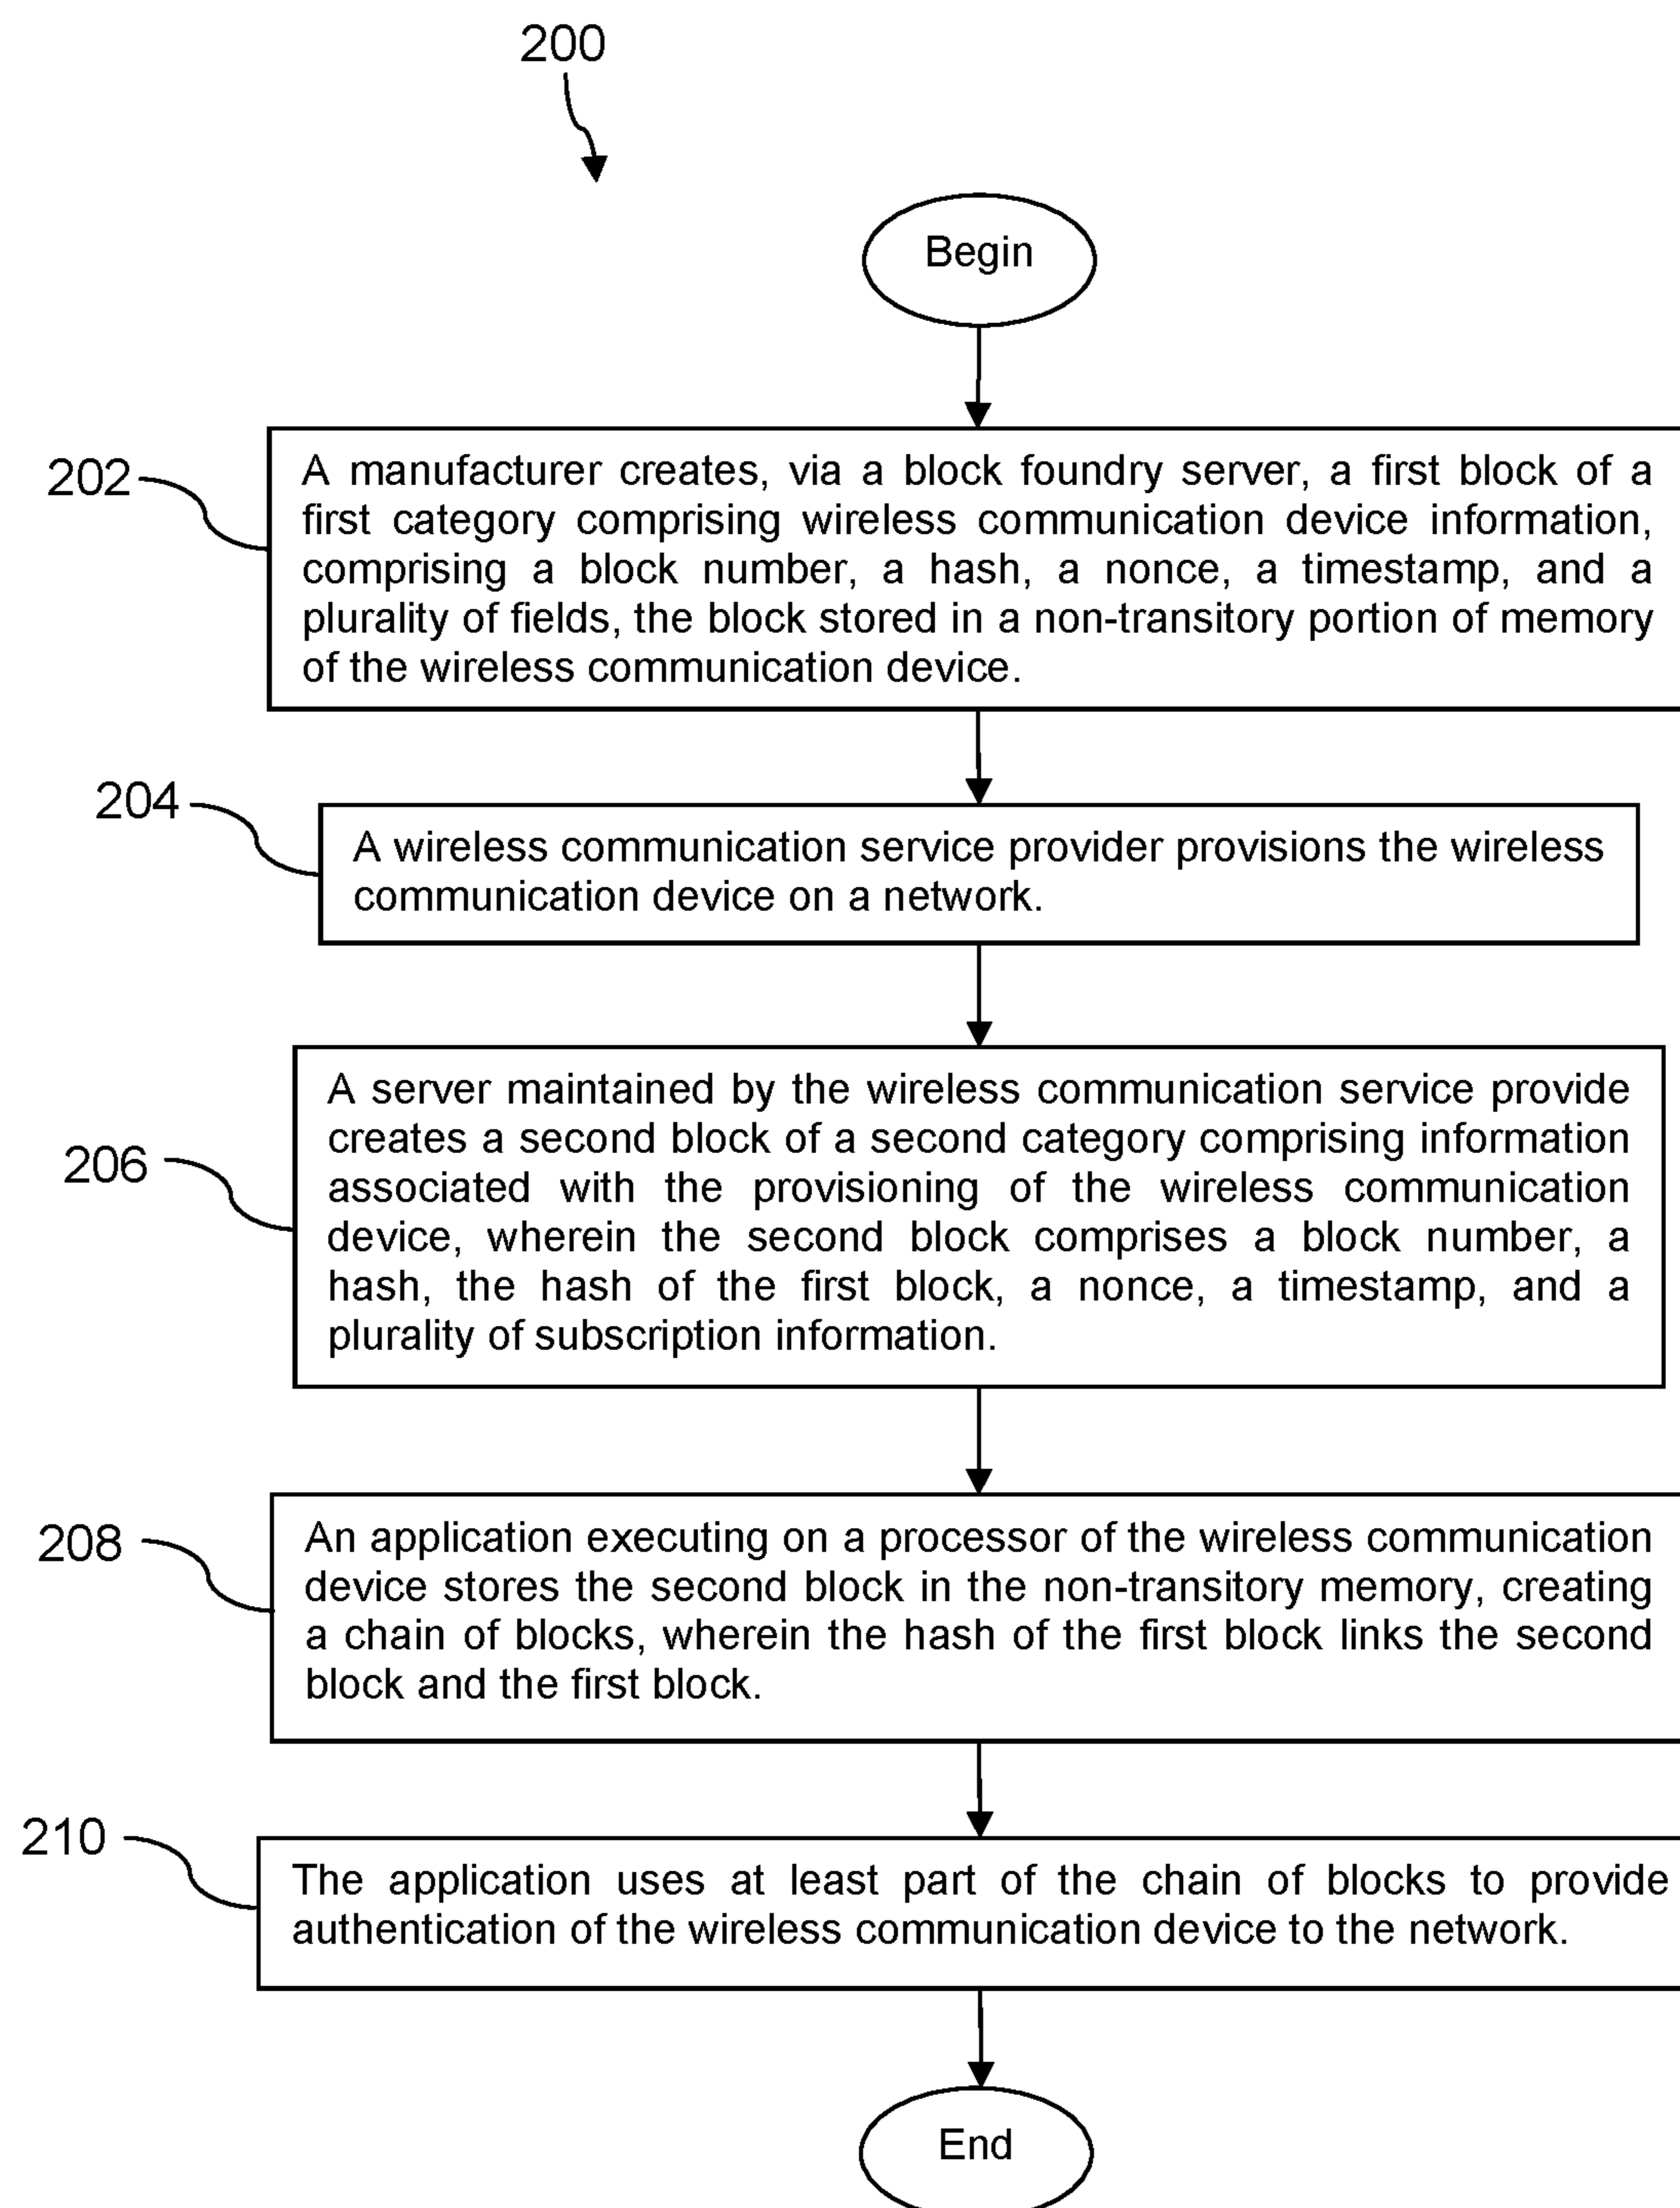 200
Begin
202
A manufacturer creates, via a block foundry server, a first block of a
first category comprising wireless communication device information,
comprising a block number, a hash, a nonce, a timestamp, and a
plurality of fields, the block stored in a non-transitory portion of memory
of the wireless communication device.
204
A wireless communication service provider provisions the wireless
communication device on a network.
206
A server maintained by the wireless communication service provide
creates a second block of a second category comprising information
associated with the provisioning of the wireless communication
device, wherein the second block comprises a block number, a
hash, the hash of the first block, a nonce, a timestamp, and a
plurality of subscription information.
208
An application executing on a processor of the wireless communication
device stores the second block in the non-transitory memory, creating
a chain of blocks, wherein the hash of the first block links the second
block and the first block.
210
The application uses at least part of the chain of blocks to provide
authentication of the wireless communication device to the network.
End